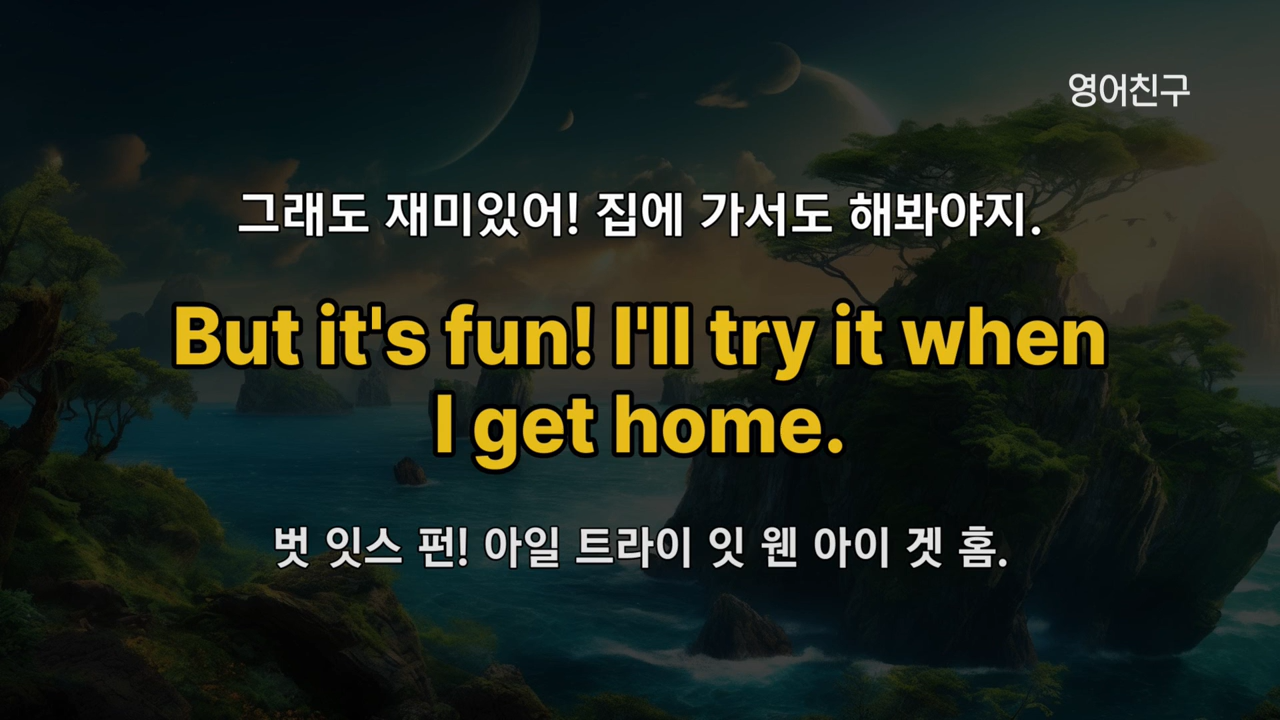 영어친구
그래도 재미있어! 집에 가서도 해봐야지.
But it's fun! I'll try it when
I get home.
벗 잇스 펀! 아일 트라이 잇 웬 아이 겟 홈.